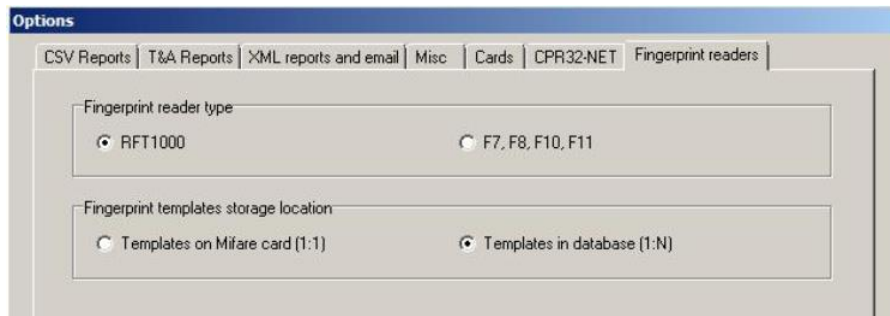 Options
CSV Reports T&A Reports XML reports and email Misc Cards CPR32-NET Fingerprint readers
Fingerprint reader type
RFT1000 F7, F8, F10, F11
Fingerprint templates storage location
Templates on Mifare card (1:1) Templates in database (1:N)